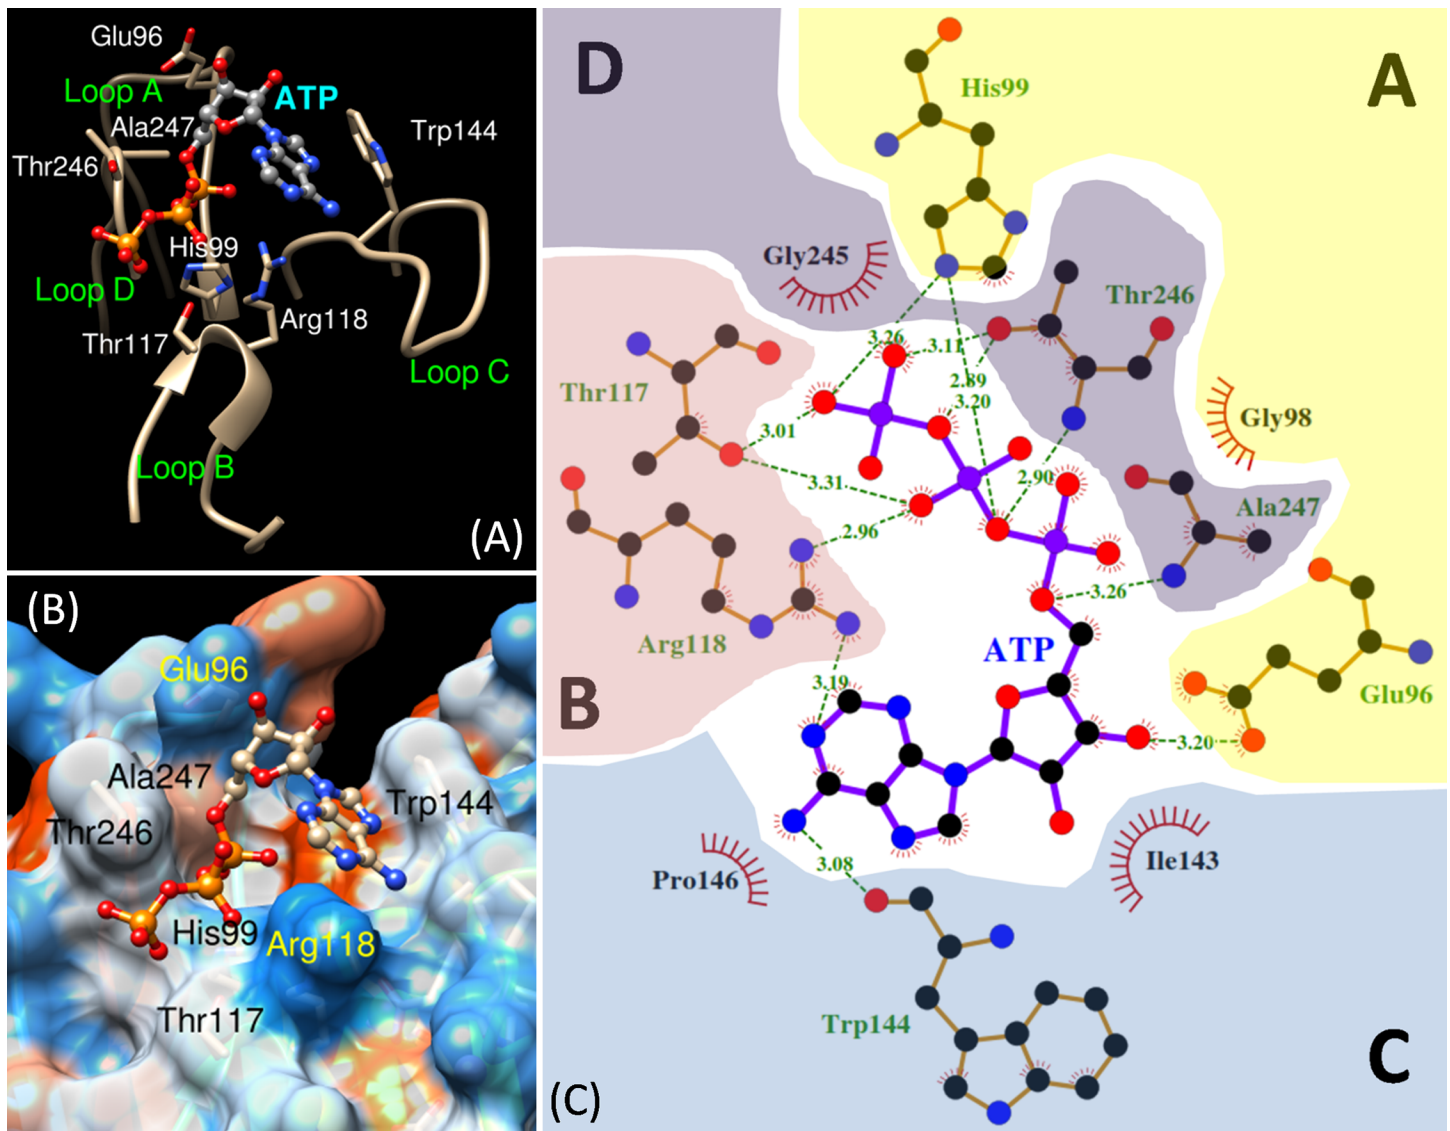 Glu96
Loop A
ATP
Ala247
Trp144
Thr246
His99
Loop D
Arg118
Thr117
Loop C
Loop B
(A)
(B)
Glu96
Ala247
Trp144
Thr246
His99
Arg118
Thr117
D
A
His99
Gly245
Thr246
3.26
3.11
2.89
3.20
Thr117
Gly98
3.01
3.31
2.90
Ala247
2.96
3.26
Arg118
ATP
3.19
Glu96
B
3.20
3.08
Pro146
Ile143
Trp144
C
(C)